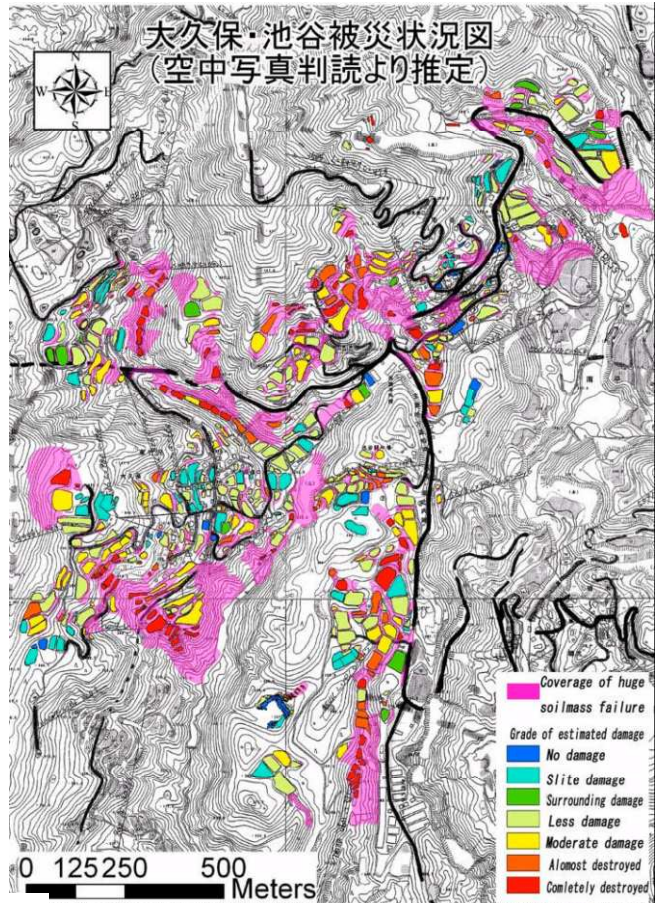 大久保・池谷被災状況図
(空中写真判読より推定)
N
W E
S
Coverage of huge
soilmass failure
Grade of estimated damage
No damage
Slite damage
Surrounding damage
Less damage
Moderate damage
Alomost destroyed
Comletely destroyed
0 125 250 500
Meters